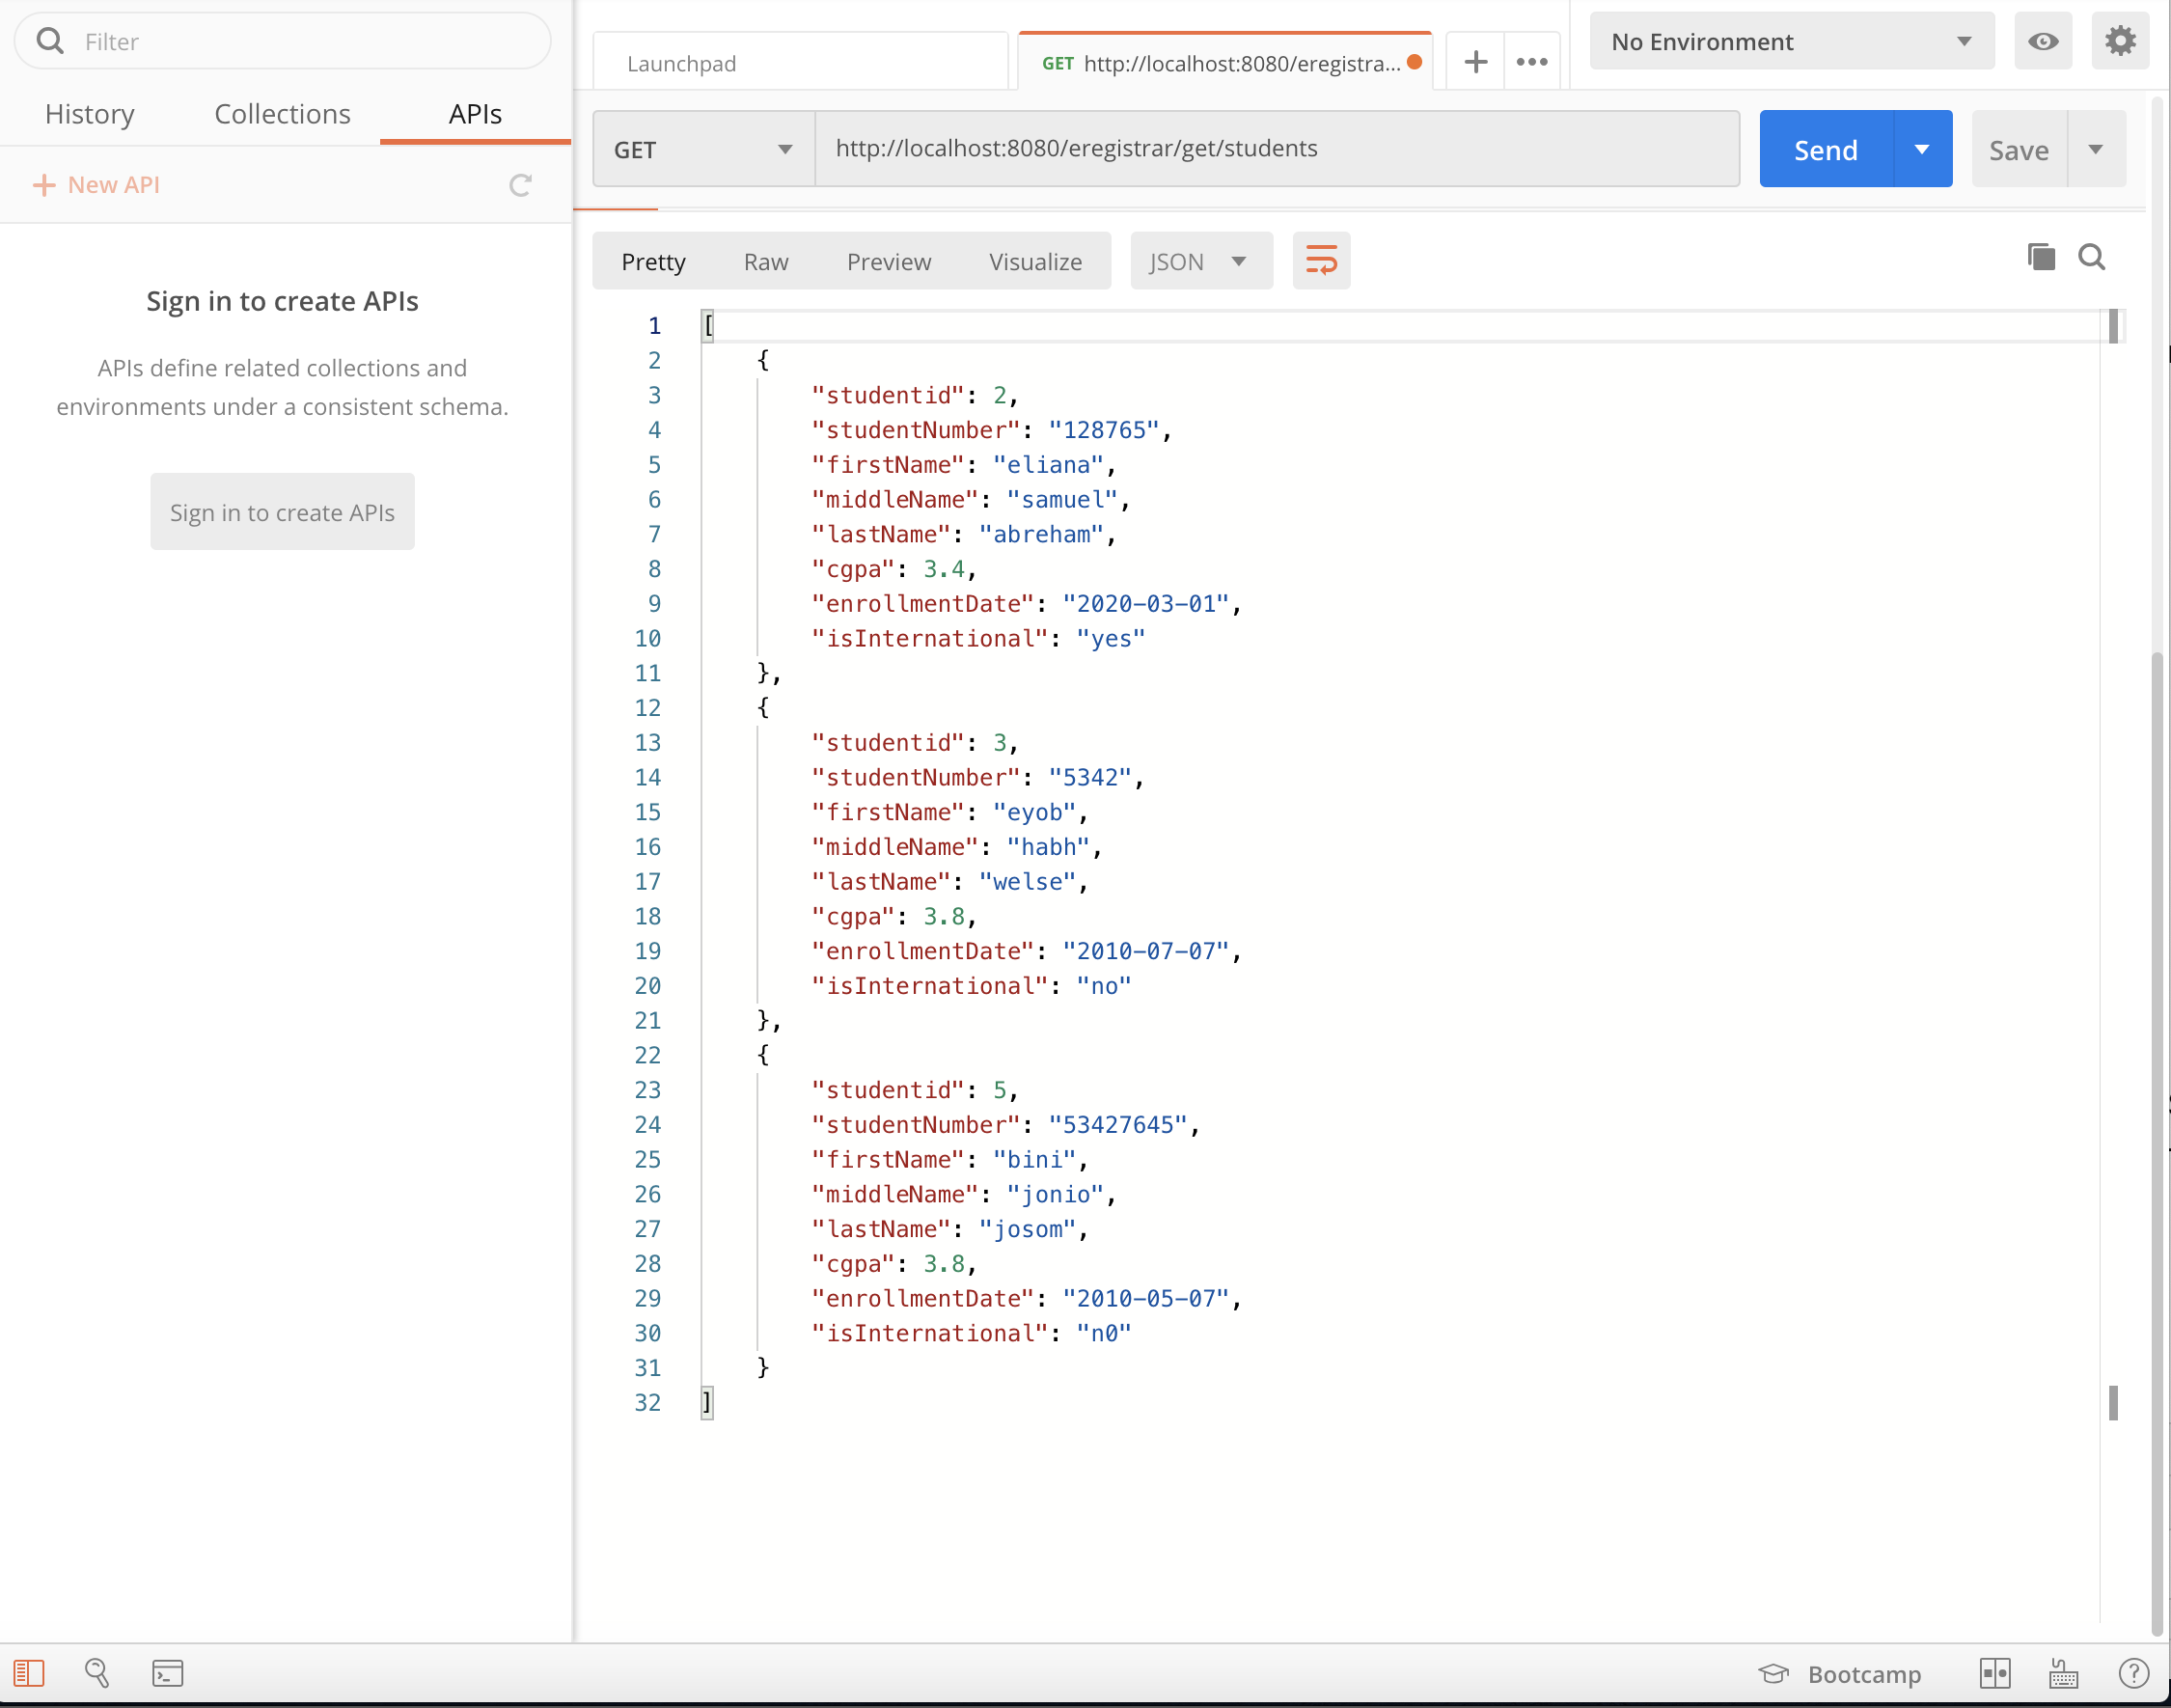 Filter
History Collections APIs
+ New API
Sign in to create APIs
APIs define related collections and
environments under a consistent schema.
Sign in to create APIs
Launchpad
GET http://localhost:8080/eregistra...
No Environment
GET http://localhost:8080/eregistrar/get/students
Send
Save
Pretty Raw Preview Visualize JSON
1 [
2 {
3 "studentid": 2,
4 "studentNumber": "128765",
5 "firstName": "eliana",
6 "middleName": "samuel",
7 "lastName": "abreham",
8 "cgpa": 3.4,
9 "enrollmentDate": "2020-03-01",
10 "isInternational": "yes"
11 },
12 {
13 "studentid": 3,
14 "studentNumber": "5342",
15 "firstName": "eyob",
16 "middleName": "habh",
17 "lastName": "welse",
18 "cgpa": 3.8,
19 "enrollmentDate": "2010-07-07",
20 "isInternational": "no"
21 },
22 {
23 "studentid": 5,
24 "studentNumber": "53427645",
25 "firstName": "bini",
26 "middleName": "jonio",
27 "lastName": "josom",
28 "cgpa": 3.8,
29 "enrollmentDate": "2010-05-07",
30 "isInternational": "n0"
31 }
32 ]
Bootcamp